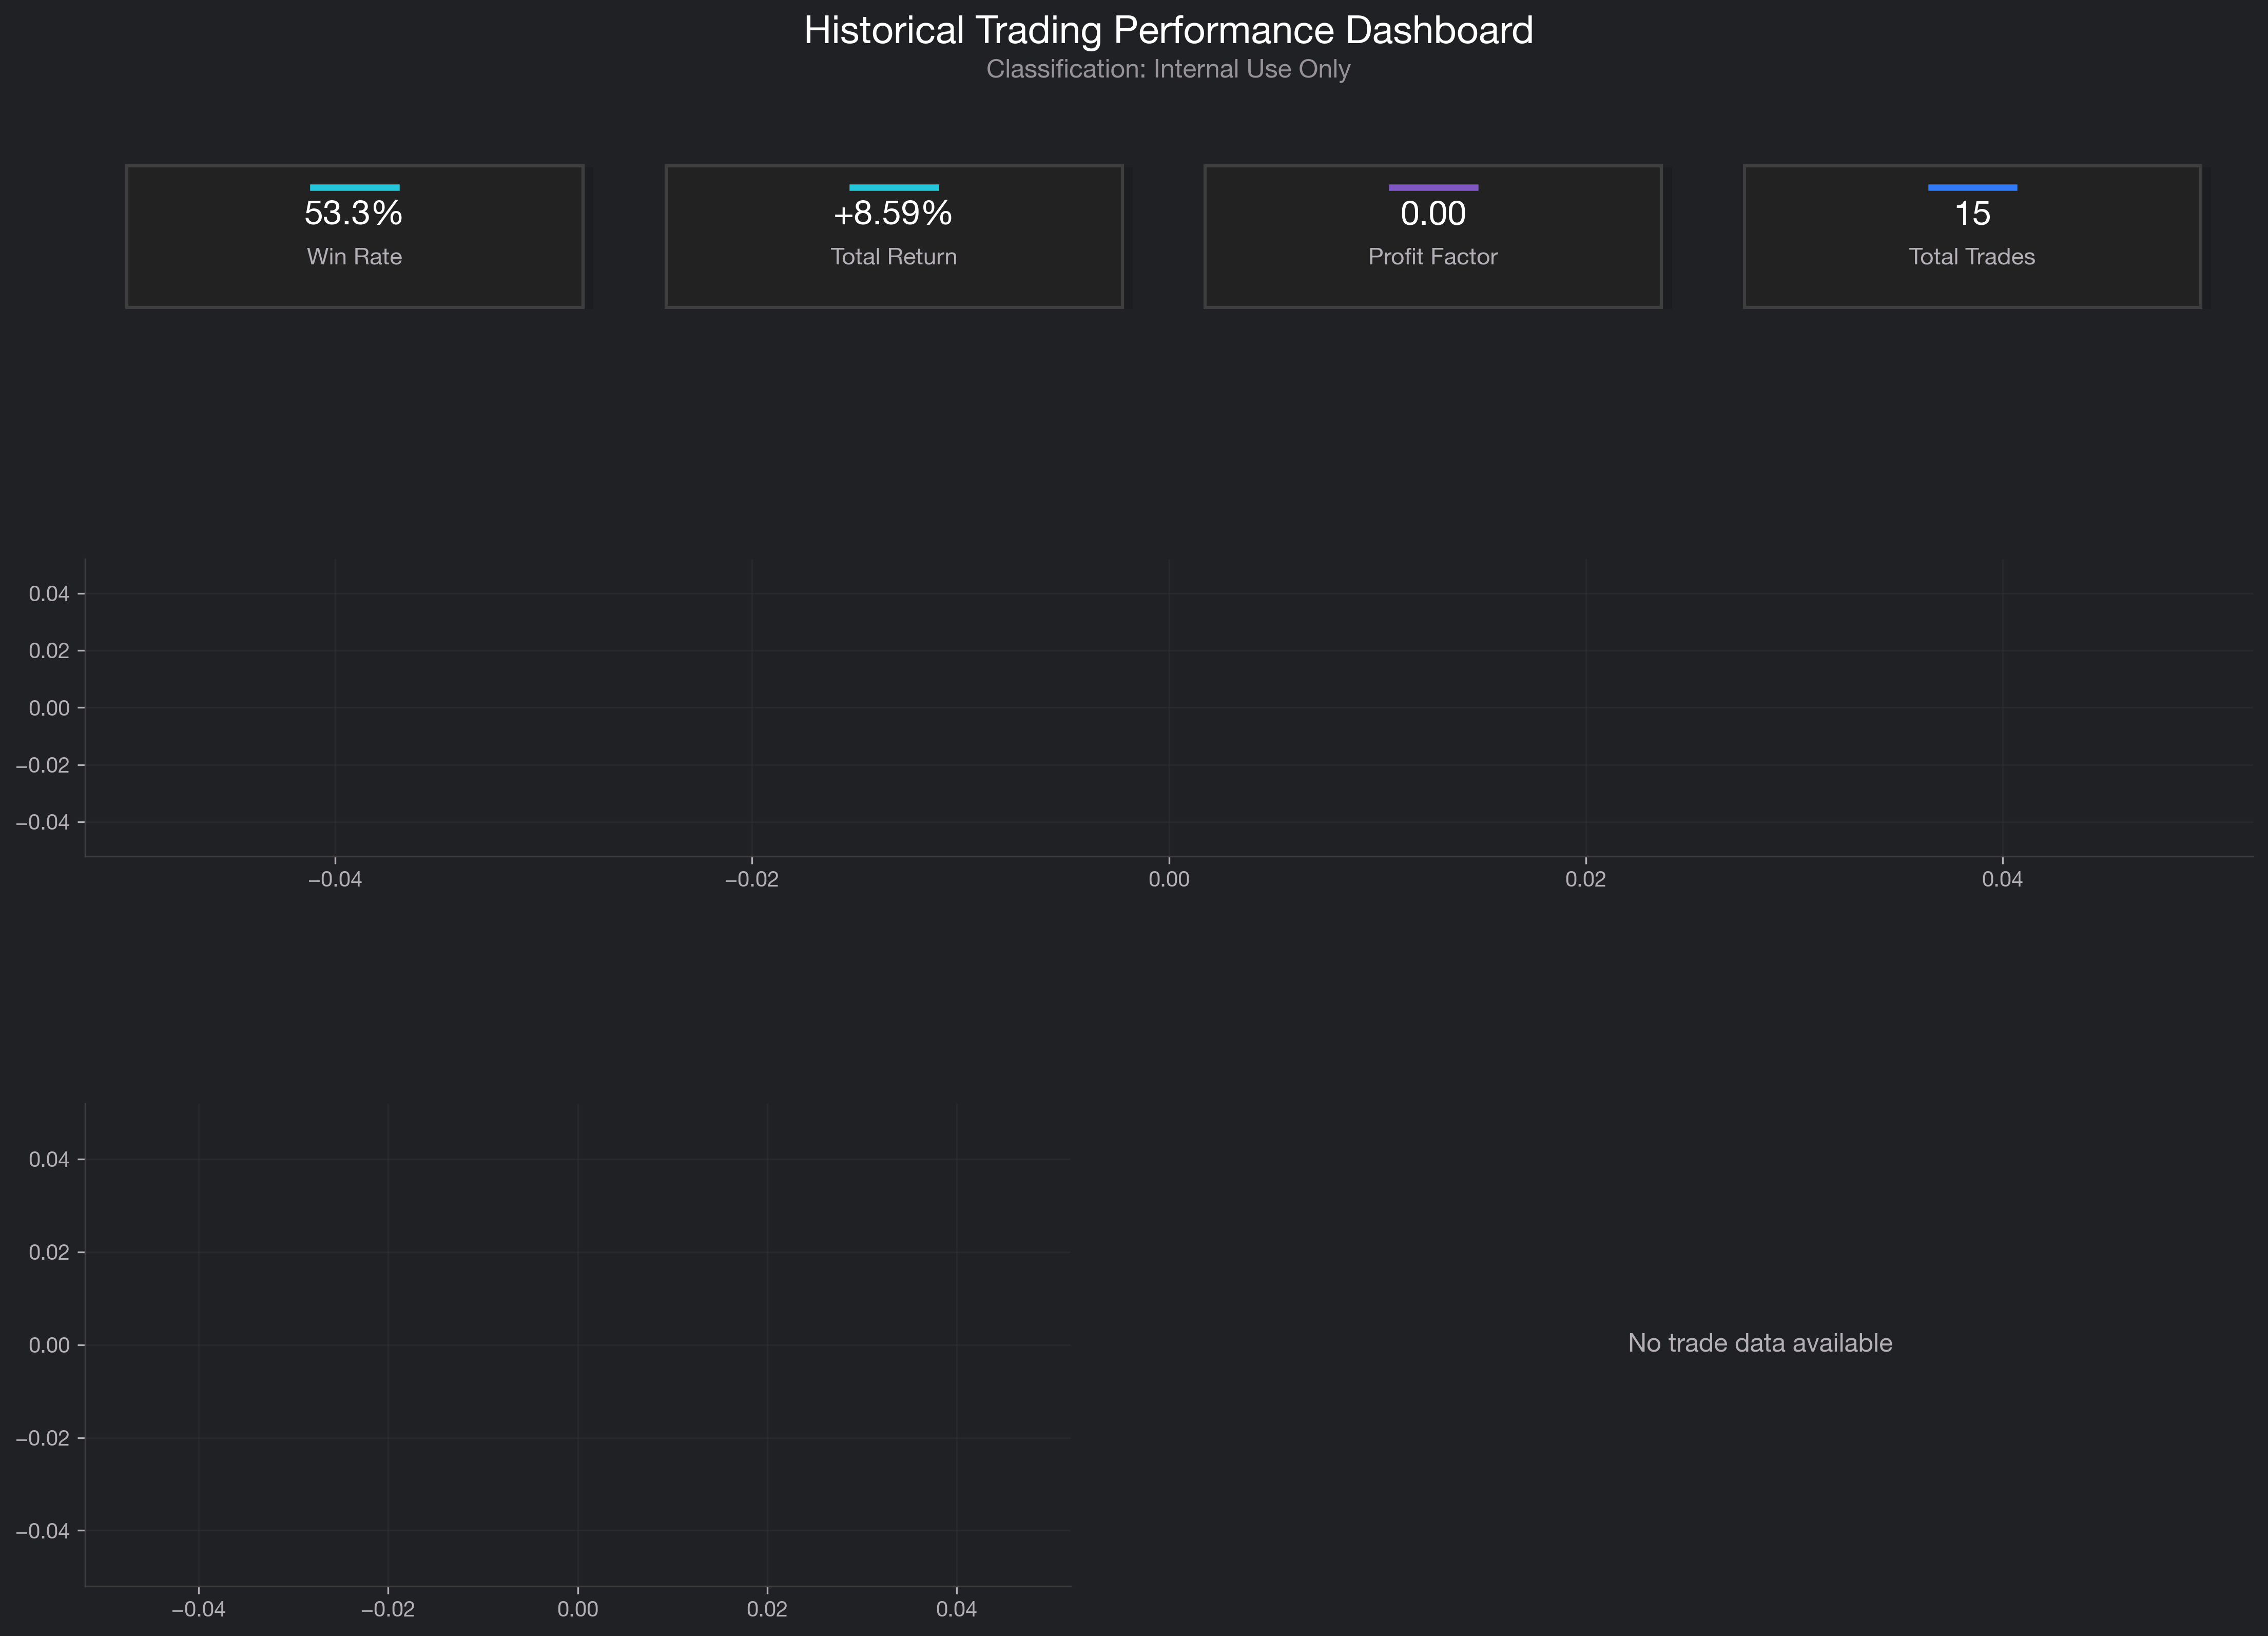 Historical Trading Performance Dashboard
Classification: Internal Use Only
53.3%
Win Rate
+8.59%
Total Return
0.00
Profit Factor
15
Total Trades
0.04
0.02
0.00
−0.02
−0.04
−0.04 −0.02 0.00 0.02 0.04
0.04
0.02
0.00
−0.02
−0.04
−0.04 −0.02 0.00 0.02 0.04
No trade data available